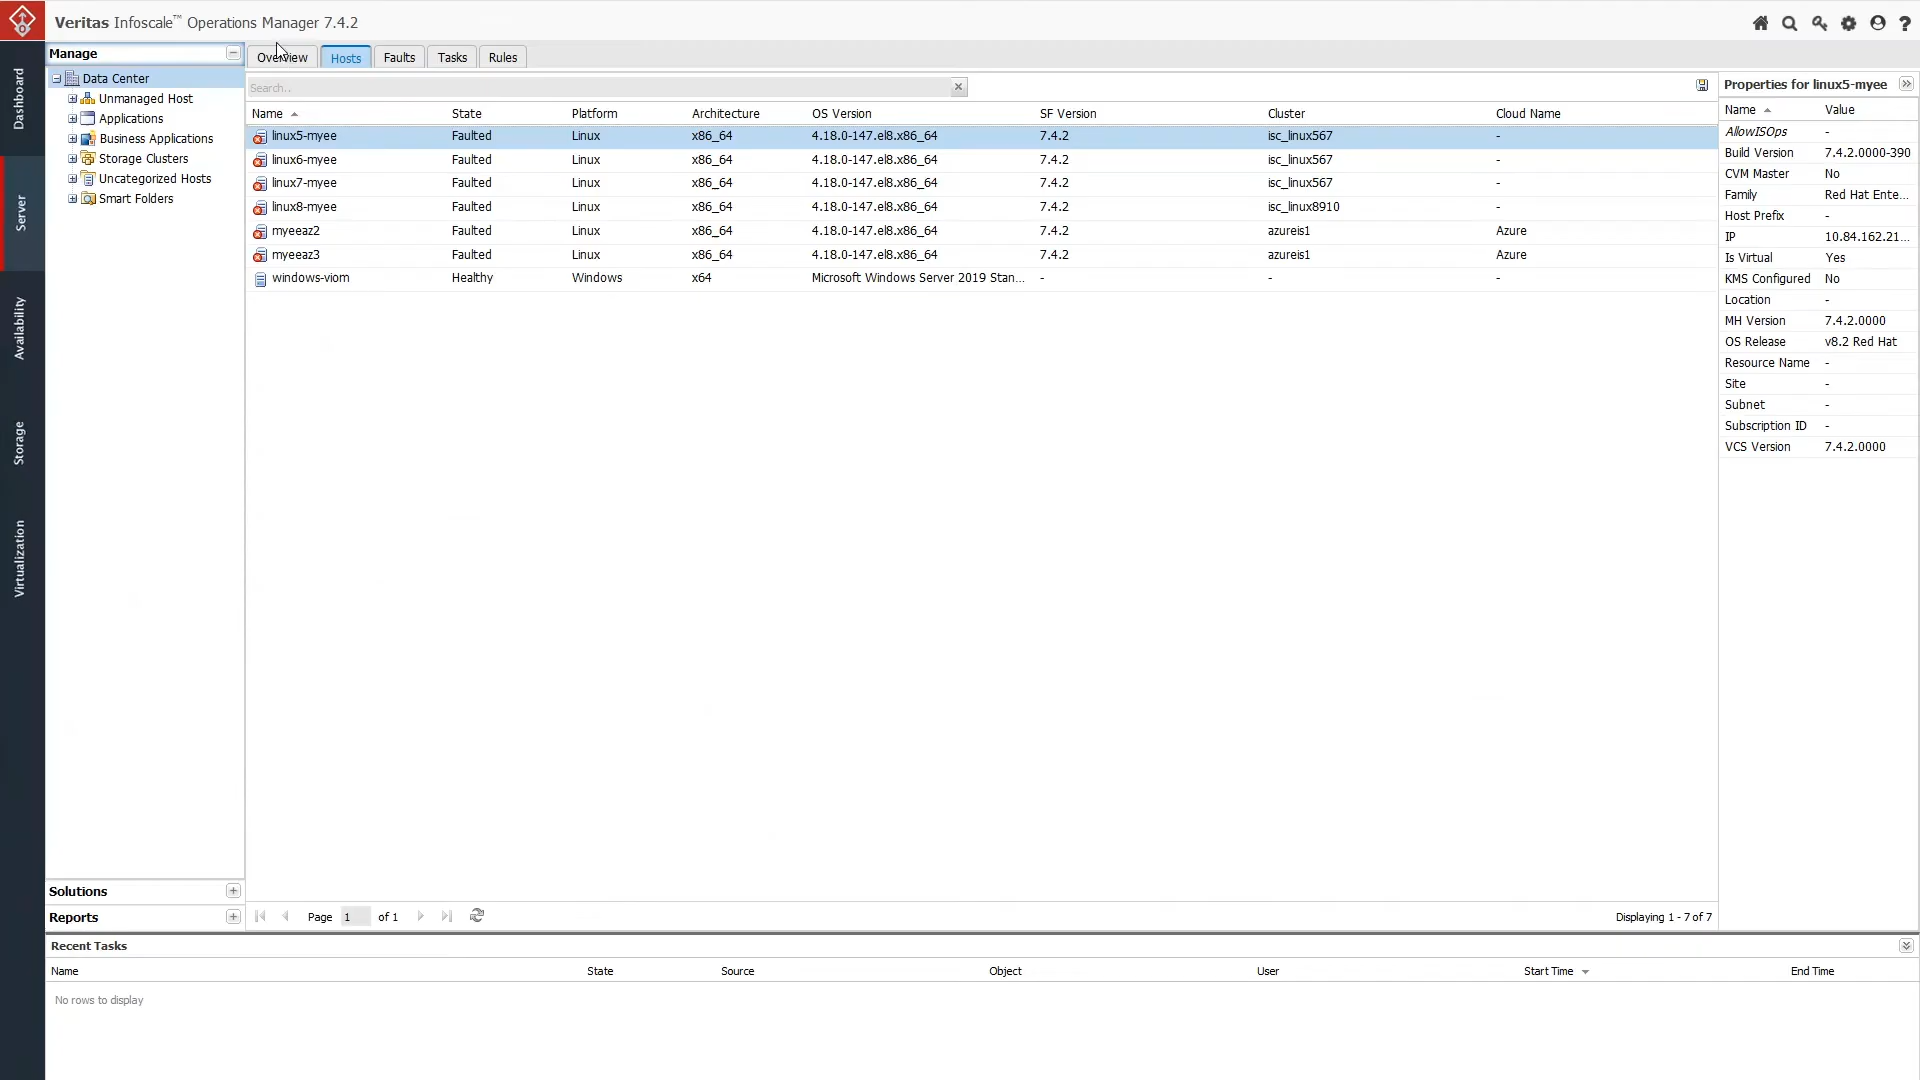 Veritas Infoscale™ Operations Manager 7.4.2
Dashboard
Server
Availability
Storage
Virtualization
Manage
Data Center
Unmanaged Host
Applications
Business Applications
Storage Clusters
Uncategorized Hosts
Smart Folders
Solutions
Reports
Overview Hosts Faults Tasks Rules
Search..
Name State Platform Architecture OS Version SF Version Cluster Cloud Name
linux5-myee Faulted Linux x86_64 4.18.0-147.el8.x86_64 7.4.2 isc_linux567 -
linux6-myee Faulted Linux x86_64 4.18.0-147.el8.x86_64 7.4.2 isc_linux567 -
linux7-myee Faulted Linux x86_64 4.18.0-147.el8.x86_64 7.4.2 isc_linux567 -
linux8-myee Faulted Linux x86_64 4.18.0-147.el8.x86_64 7.4.2 isc_linux8910 -
myeeaz2 Faulted Linux x86_64 4.18.0-147.el8.x86_64 7.4.2 azureis1 Azure
myeeaz3 Faulted Linux x86_64 4.18.0-147.el8.x86_64 7.4.2 azureis1 Azure
windows-viom Healthy Windows x64 Microsoft Windows Server 2019 Stan... - - -
Page 1 of 1
Displaying 1 - 7 of 7
Properties for linux5-myee
Name Value
AllowISOps -
Build Version 7.4.2.0000-390
CVM Master No
Family Red Hat Ente...
Host Prefix -
IP 10.84.162.21...
Is Virtual Yes
KMS Configured No
Location -
MH Version 7.4.2.0000
OS Release v8.2 Red Hat
Resource Name -
Site -
Subnet -
Subscription ID -
VCS Version 7.4.2.0000
Recent Tasks
Name State Source Object User Start Time End Time
No rows to display